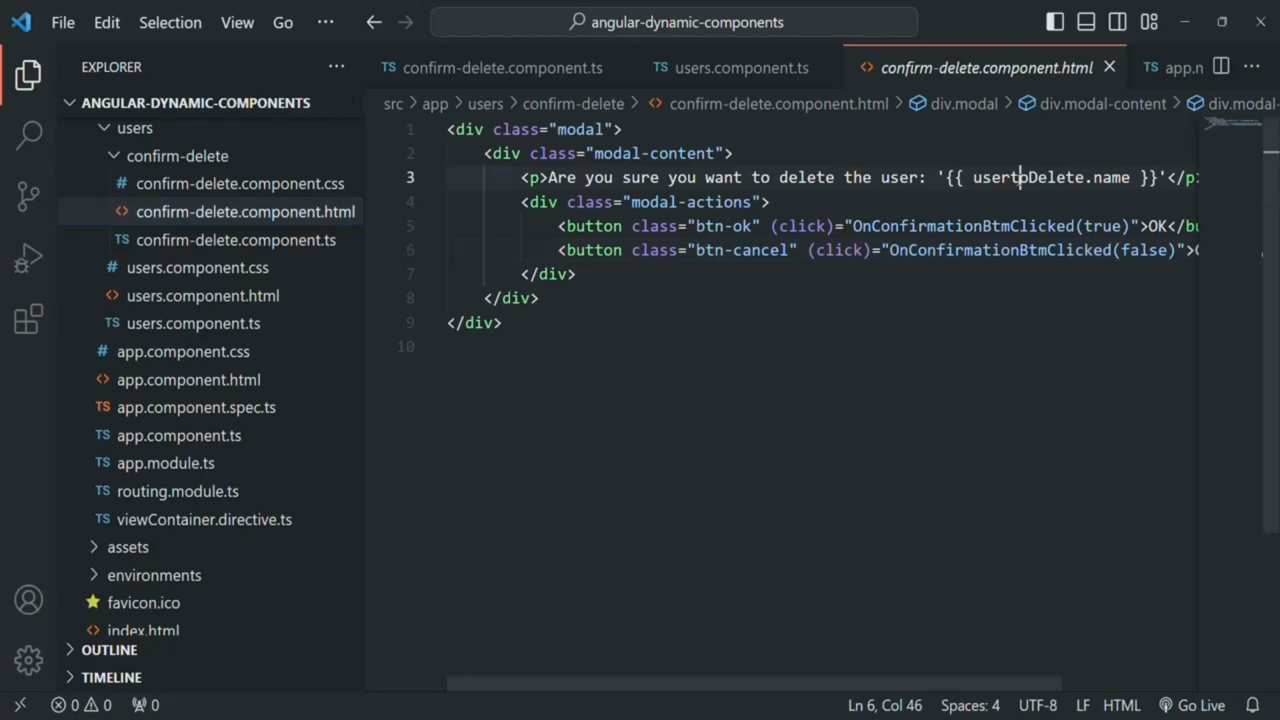 File Edit Selection View Go ··· angular-dynamic-components
EXPLORER ···
ANGULAR-DYNAMIC-COMPONENTS
users
confirm-delete
# confirm-delete.component.css
<> confirm-delete.component.html
TS confirm-delete.component.ts
# users.component.css
<> users.component.html
TS users.component.ts
# app.component.css
<> app.component.html
TS app.component.spec.ts
TS app.component.ts
TS app.module.ts
TS routing.module.ts
TS viewContainer.directive.ts
assets
environments
favicon.ico
<> index.html
OUTLINE
TIMELINE
TS confirm-delete.component.ts TS users.component.ts <> confirm-delete.component.html TS app.n ···
src > app > users > confirm-delete > <> confirm-delete.component.html > div.modal > div.modal-content > div.modal-
1 <div class="modal">
2 <div class="modal-content">
3 <p>Are you sure you want to delete the user: '{{ usertoDelete.name }}'</p>
4 <div class="modal-actions">
5 <button class="btn-ok" (click)="OnConfirmationBtmClicked(true)">OK</bu
6 <button class="btn-cancel" (click)="OnConfirmationBtmClicked(false)">C
7 </div>
8 </div>
9 </div>
10
0 0 0 Ln 6, Col 46 Spaces: 4 UTF-8 LF HTML Go Live